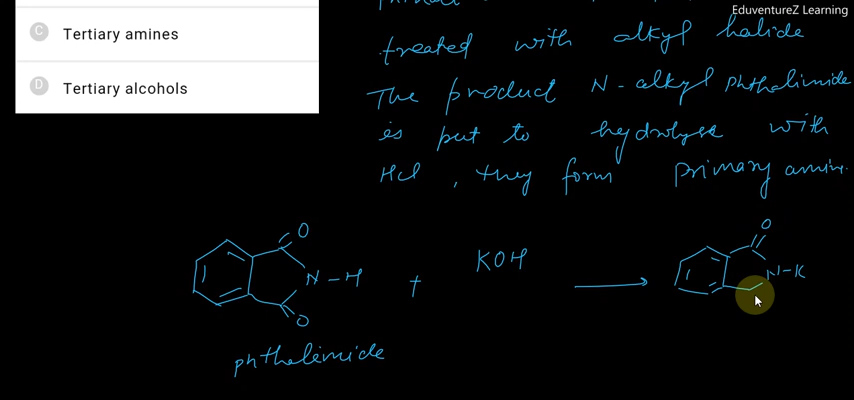 EduventureZ Learning
C Tertiary amines
D Tertiary alcohols
treated with alkyl halide
The product N-alkyl phthalimide
is put to hydrolyse with
HCl, they form primary amine.
O
N-H + KOH
O
O
N-K
phthalimide